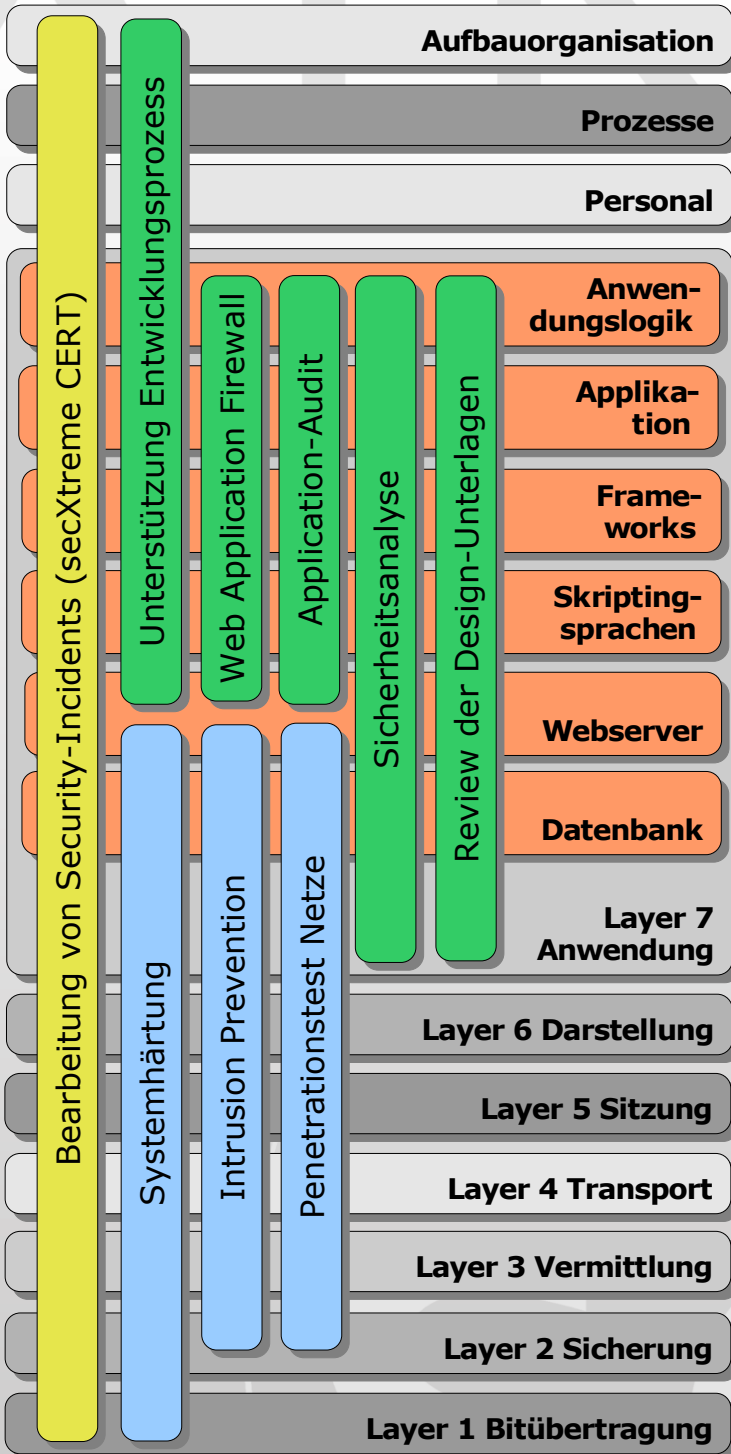 Aufbauorganisation
Prozesse
Personal
Anwen-
dungslogik
Applika-
tion
Frame-
works
Skripting-
sprachen
Webserver
Datenbank
Layer 7
Anwendung
Layer 6 Darstellung
Layer 5 Sitzung
Layer 4 Transport
Layer 3 Vermittlung
Layer 2 Sicherung
Layer 1 Bitübertragung
Bearbeitung von Security-Incidents (secXtreme CERT)
Unterstützung Entwicklungsprozess
Web Application Firewall
Application-Audit
Sicherheitsanalyse
Review der Design-Unterlagen
Systemhärtung
Intrusion Prevention
Penetrationstest Netze